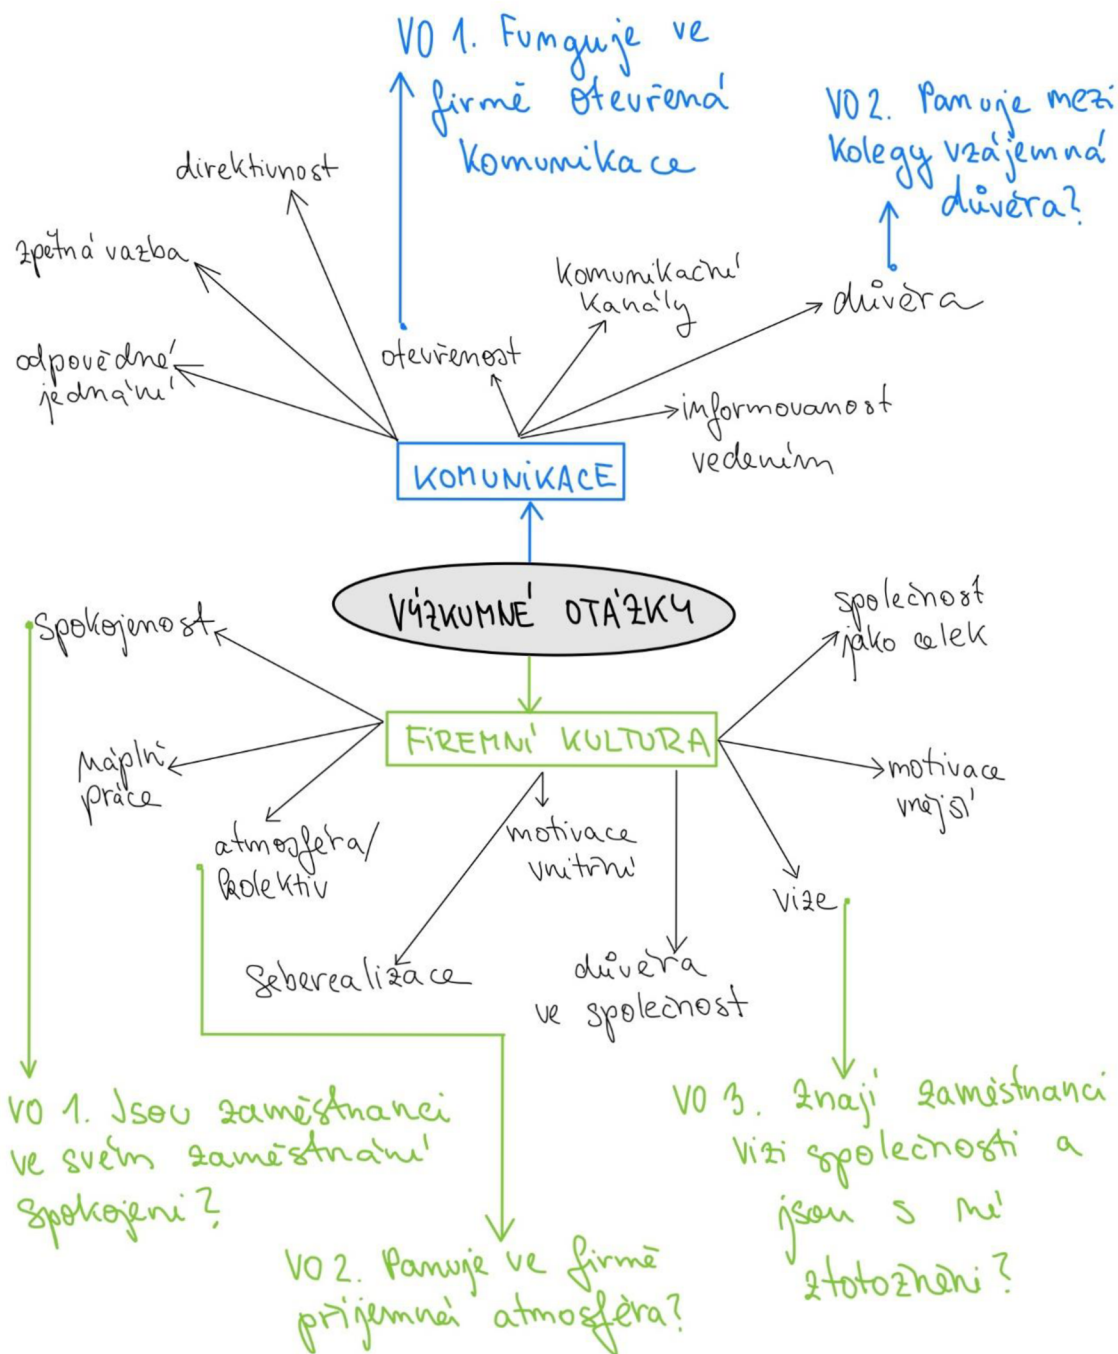 VO 1. Funguje ve
firmě otevřená
komunikace
VO 2. Panuje mezi
kolegy vzájemná
důvěra?
direktivnost
zpětná vazba
komunikační
kanály
důvěra
otevřenost
odpovědné
jednání
informovanost
vedením
KOMUNIKACE
VÝZKUMNÉ OTÁZKY
společnost
jako celek
spokojenost
FIREMNÍ KULTURA
náplň
práce
motivace
vnější
atmosféra/
kolektiv
motivace
vnitřní
vize
seberealizace
důvěra
ve společnost
VO 1. Jsou zaměstnanci
ve svém zaměstnání
spokojeni?
VO 3. Znají zaměstnanci
vizi společnosti a
jsou s ní
ztotožněni?
VO 2. Panuje ve firmě
příjemná atmosféra?